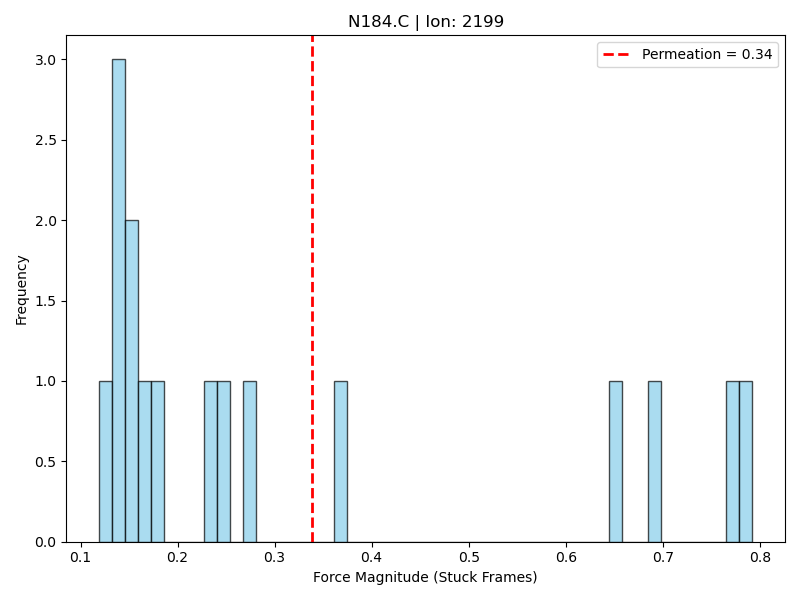 N184.C | Ion: 2199
Permeation = 0.34
3.0
2.5
2.0
1.5
1.0
0.5
0.0
Frequency
0.1 0.2 0.3 0.4 0.5 0.6 0.7 0.8
Force Magnitude (Stuck Frames)